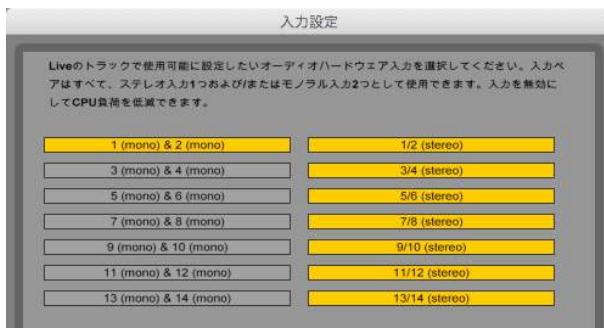 入力設定
Liveのトラックで使用可能に設定したいオーディオハードウェア入力を選択してください。入力ペ
アはすべて、ステレオ入力1つおよび/またはモノラル入力2つとして使用できます。入力を無効に
してCPU負荷を低減できます。
1 (mono) & 2 (mono) 1/2 (stereo)
3 (mono) & 4 (mono) 3/4 (stereo)
5 (mono) & 6 (mono) 5/6 (stereo)
7 (mono) & 8 (mono) 7/8 (stereo)
9 (mono) & 10 (mono) 9/10 (stereo)
11 (mono) & 12 (mono) 11/12 (stereo)
13 (mono) & 14 (mono) 13/14 (stereo)